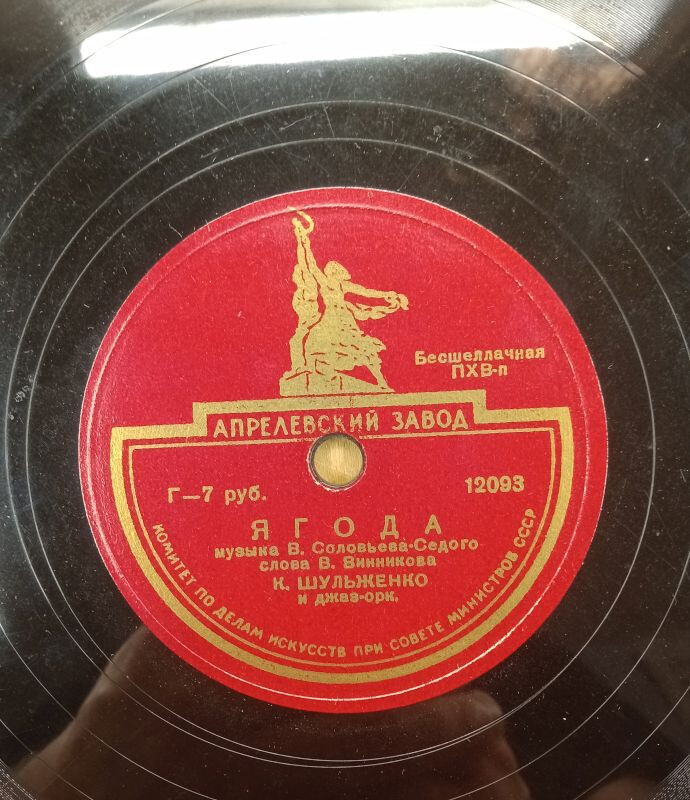 Бесшеллачная
ПХВ-п
АПРЕЛЕВСКИЙ ЗАВОД
Г—7 руб.
12093
ЯГОДА
музыка В. Соловьева-Седого
слова В. Винникова
К. ШУЛЬЖЕНКО
и джаз-орк.
КОМИТЕТ ПО ДЕЛАМ ИСКУССТВ ПРИ СОВЕТЕ МИНИСТРОВ СССР